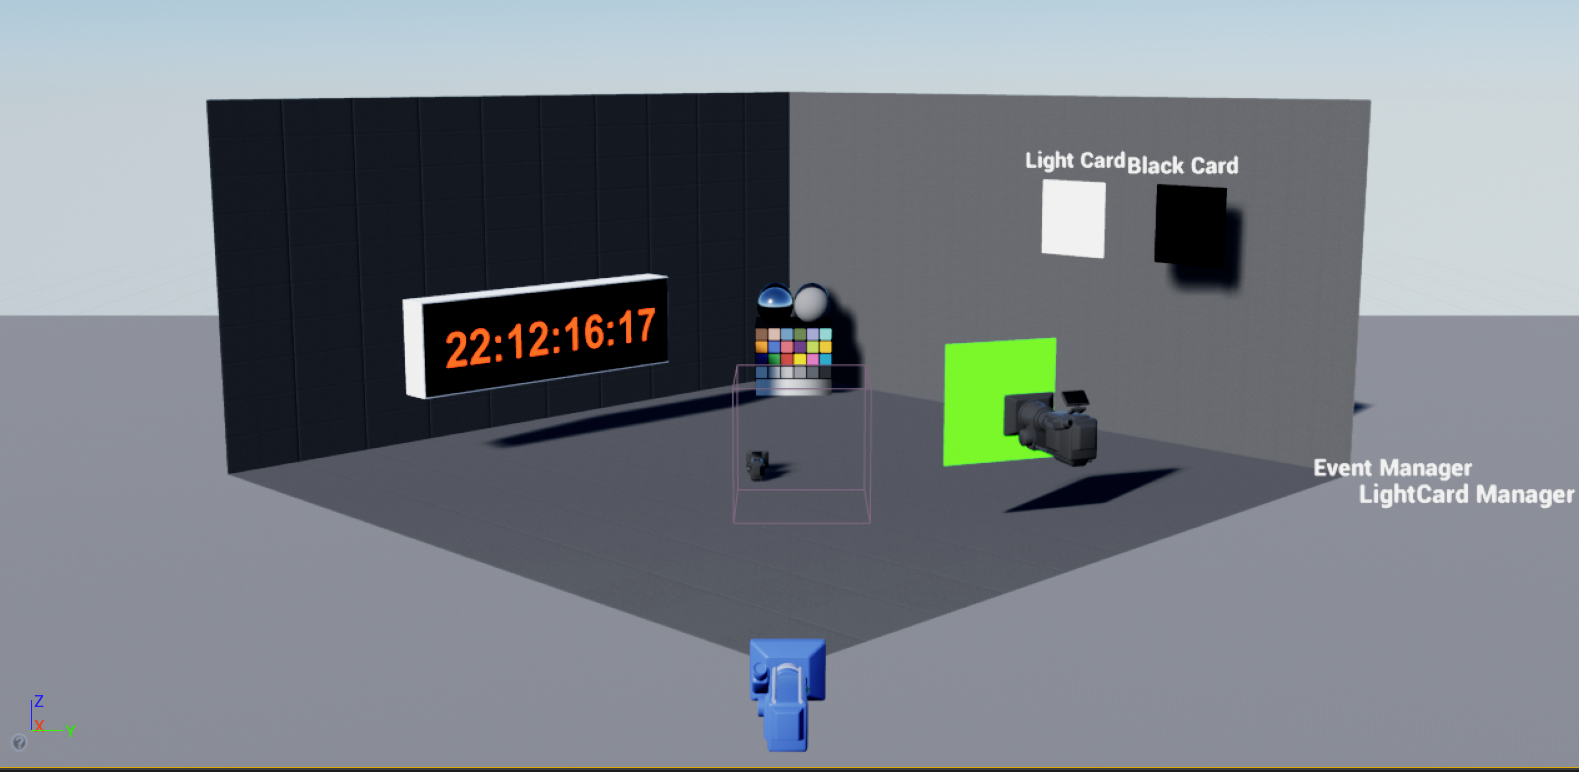 Light Card
Black Card
22:12:16:17
Event Manager
LightCard Manager
Z
X
Y
?